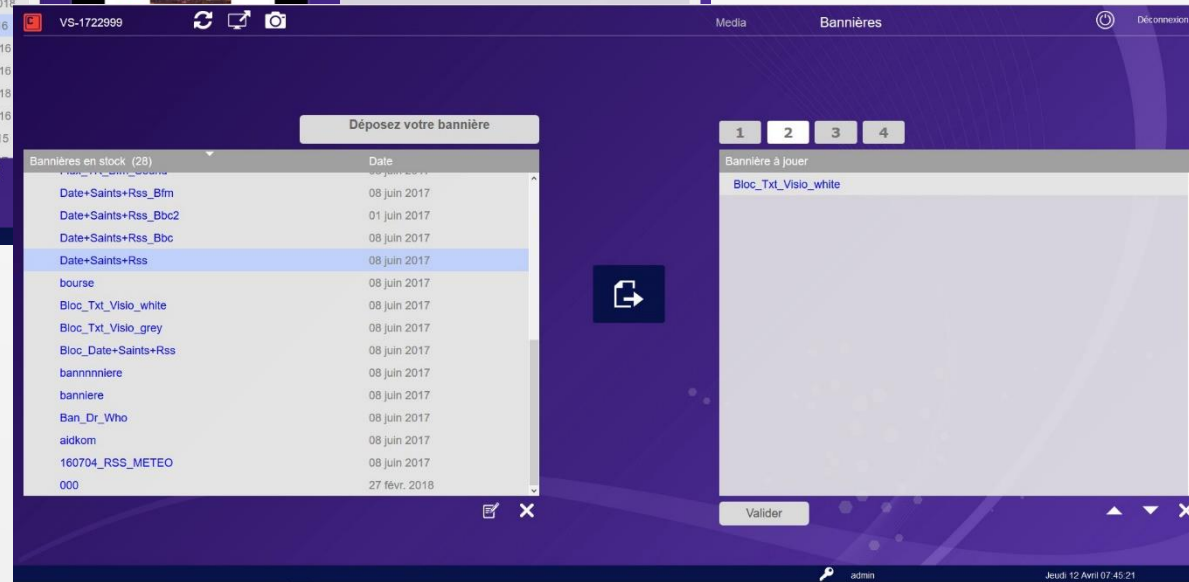 VS-1722999
Media
Bannières
Déconnexion
Déposez votre bannière
1 2 3 4
Bannières en stock (28) Date
Bannière à jouer
Bloc_Txt_Visio_white
Date+Saints+Rss_Bfm 08 juin 2017
Date+Saints+Rss_Bbc2 01 juin 2017
Date+Saints+Rss_Bbc 08 juin 2017
Date+Saints+Rss 08 juin 2017
bourse 08 juin 2017
Bloc_Txt_Visio_white 08 juin 2017
Bloc_Txt_Visio_grey 08 juin 2017
Bloc_Date+Saints+Rss 08 juin 2017
bannnnniere 08 juin 2017
banniere 08 juin 2017
Ban_Dr_Who 08 juin 2017
aidkom 08 juin 2017
160704_RSS_METEO 08 juin 2017
000 27 févr. 2018
Valider
admin
Jeudi 12 Avril 07:45:21